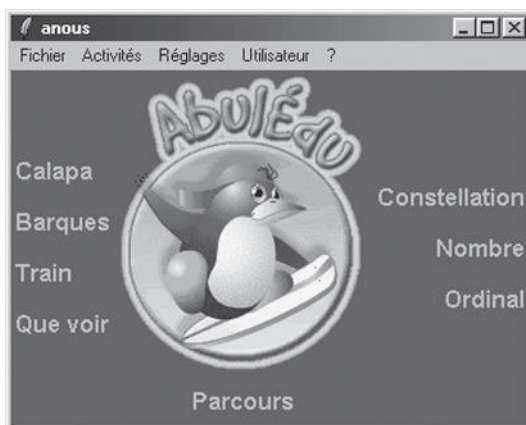 anous
Fichier Activités Réglages Utilisateur ?
AbulÉdu
Calapa
Barques
Train
Que voir
Constellation
Nombre
Ordinal
Parcours